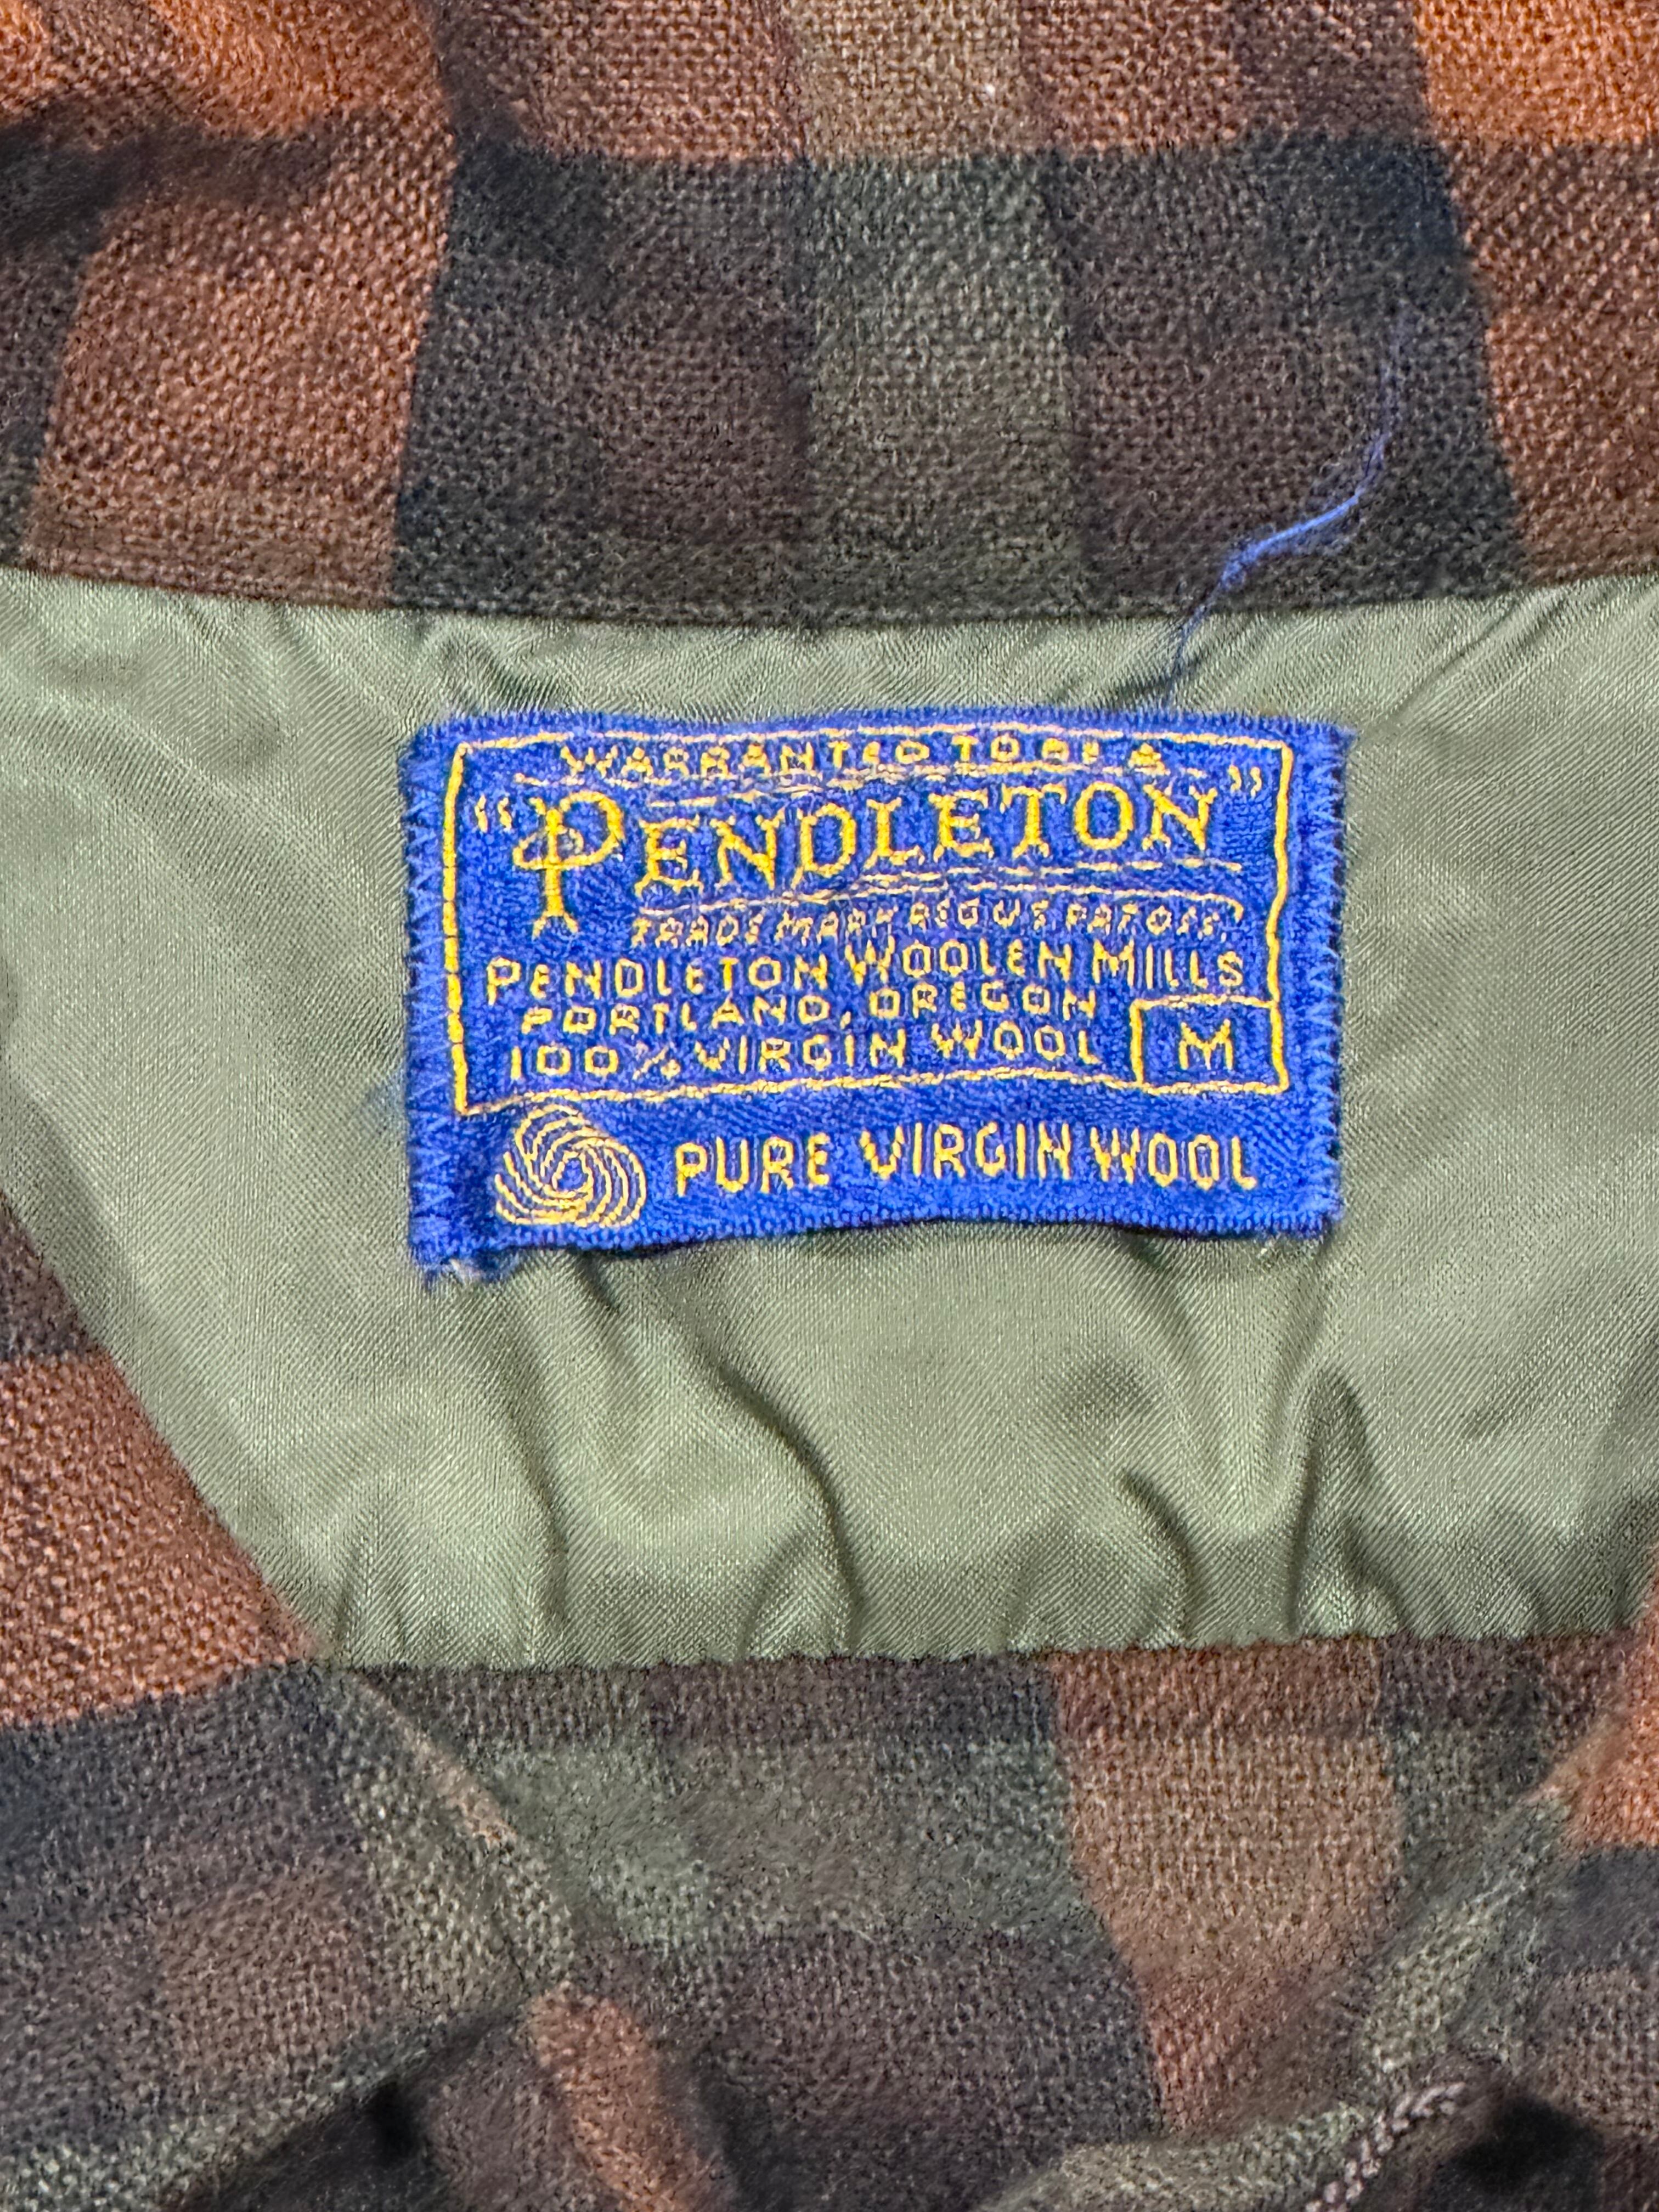 WARRANTED TO BE A
"PENDLETON"
TRADE MARK REG U.S. PAT. OFF.
PENDLETON WOOLEN MILLS
PORTLAND, OREGON
100% VIRGIN WOOL
M
PURE VIRGIN WOOL